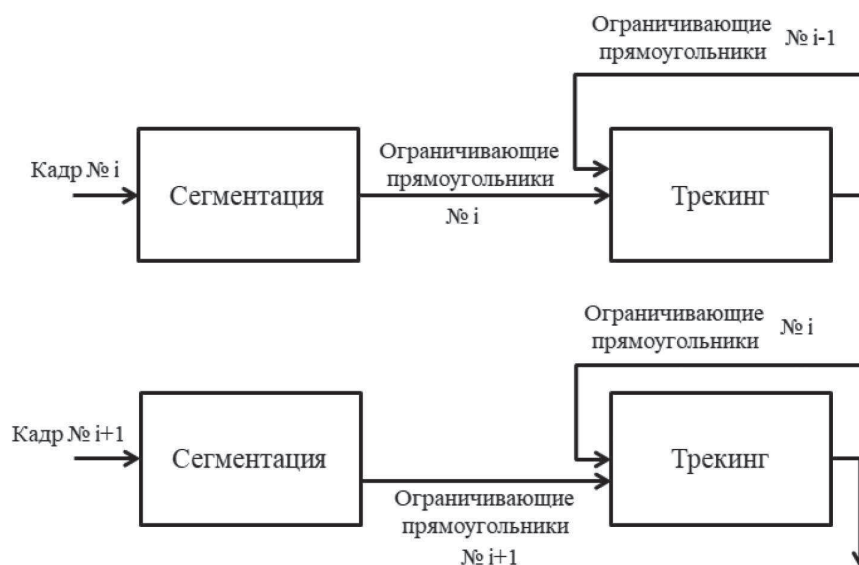 Ограничивающие
прямоугольники № i-1
Кадр № i
Сегментация
Ограничивающие
прямоугольники
№ i
Трекинг
Ограничивающие
прямоугольники № i
Кадр № i+1
Сегментация
Ограничивающие
прямоугольники
№ i+1
Трекинг